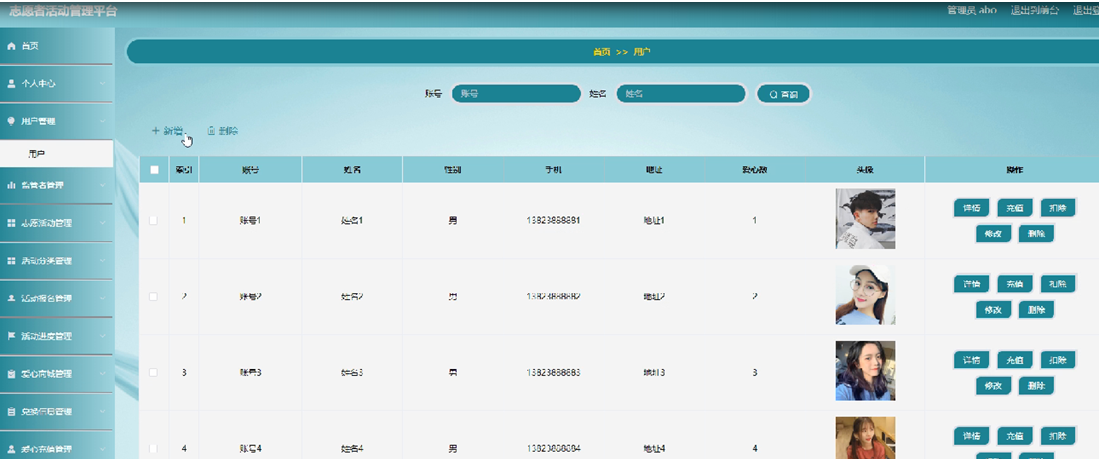 志愿者活动管理平台
管理员 abo 退出到前台
首页
个人中心
用户管理
用户
监管者管理
志愿活动管理
活动分类管理
活动报名管理
活动进度管理
爱心商城管理
兑换信息管理
爱心充值管理
首页 >> 用户
账号 账号 姓名 姓名 查询
+ 新增 删除
索引 账号 姓名 性别 手机 地址 爱心数 头像 操作
1 账号1 姓名1 男 13823888881 地址1 1 详情 充值 扣除
修改 删除
2 账号2 姓名2 男 13823888882 地址2 2 详情 充值 扣除
修改 删除
3 账号3 姓名3 男 13823888883 地址3 3 详情 充值 扣除
修改 删除
4 账号4 姓名4 男 13823888884 地址4 4 详情 充值 扣除